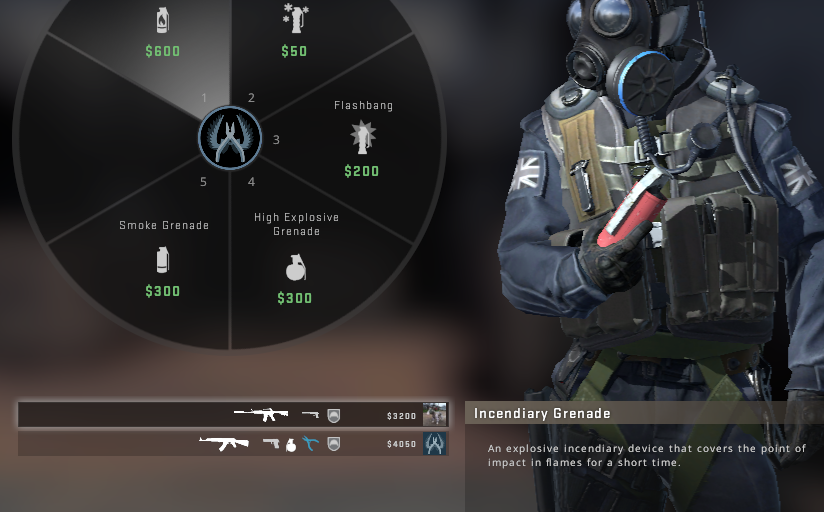 $600
$50
1
2
Flashbang
3
$200
5
4
Smoke Grenade
High Explosive
Grenade
$300
$300
$3200
$4050
Incendiary Grenade
An explosive incendiary device that covers the point of
impact in flames for a short time.